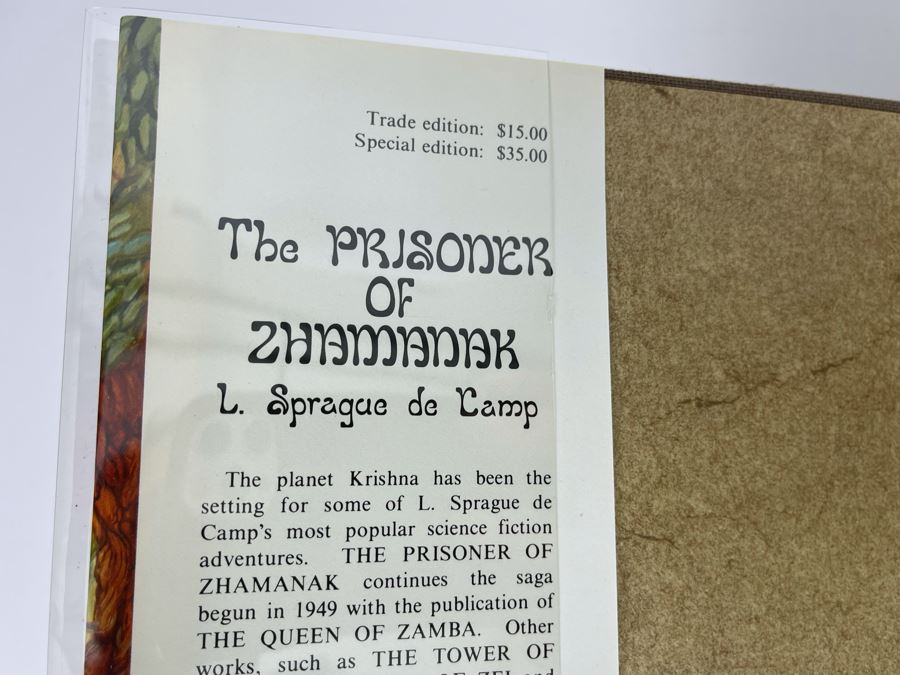 Trade edition: $15.00
Special edition: $35.00
The PRISONER
OF
ZHAMANAK
L. Sprague de Camp
The planet Krishna has been the
setting for some of L. Sprague de
Camp's most popular science fiction
adventures. THE PRISONER OF
ZHAMANAK continues the saga
begun in 1949 with the publication of
THE QUEEN OF ZAMBA. Other
works, such as THE TOWER OF
OF ZEI and